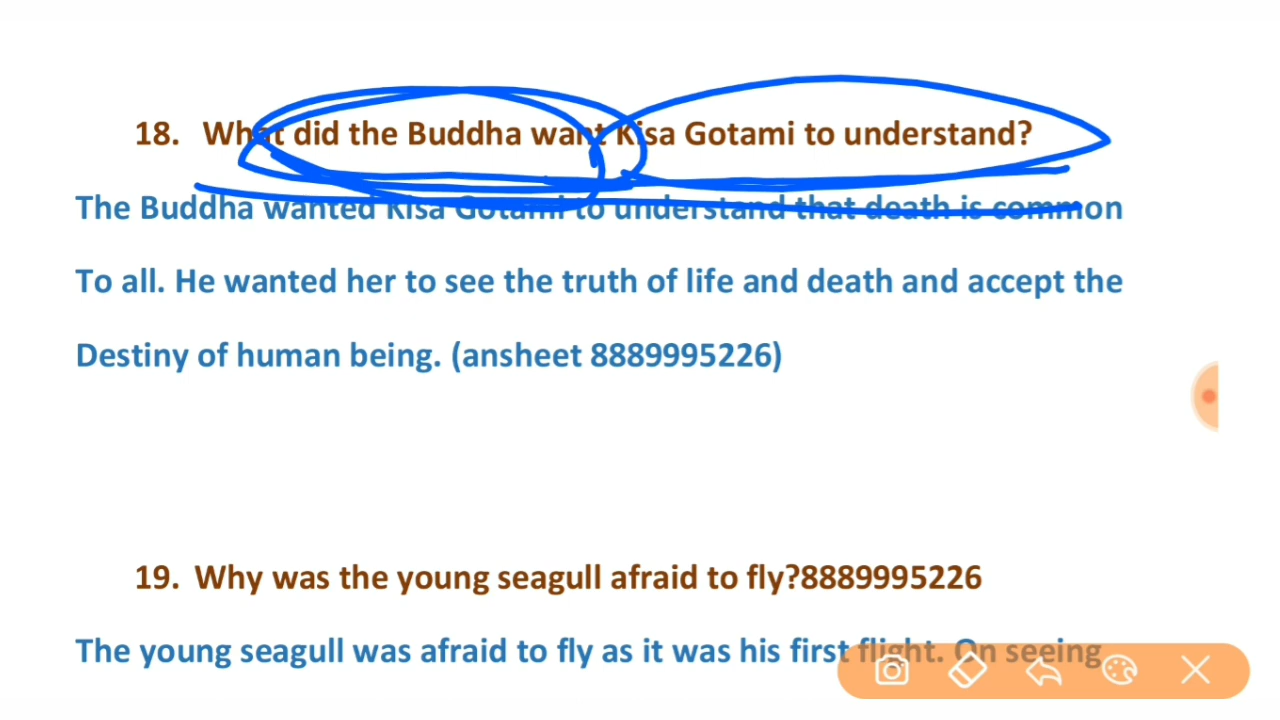 18. What did the Buddha want Kisa Gotami to understand?
The Buddha wanted Kisa Gotami to understand that death is common
To all. He wanted her to see the truth of life and death and accept the
Destiny of human being. (ansheet 8889995226)
19. Why was the young seagull afraid to fly?8889995226
The young seagull was afraid to fly as it was his first flight. On seeing